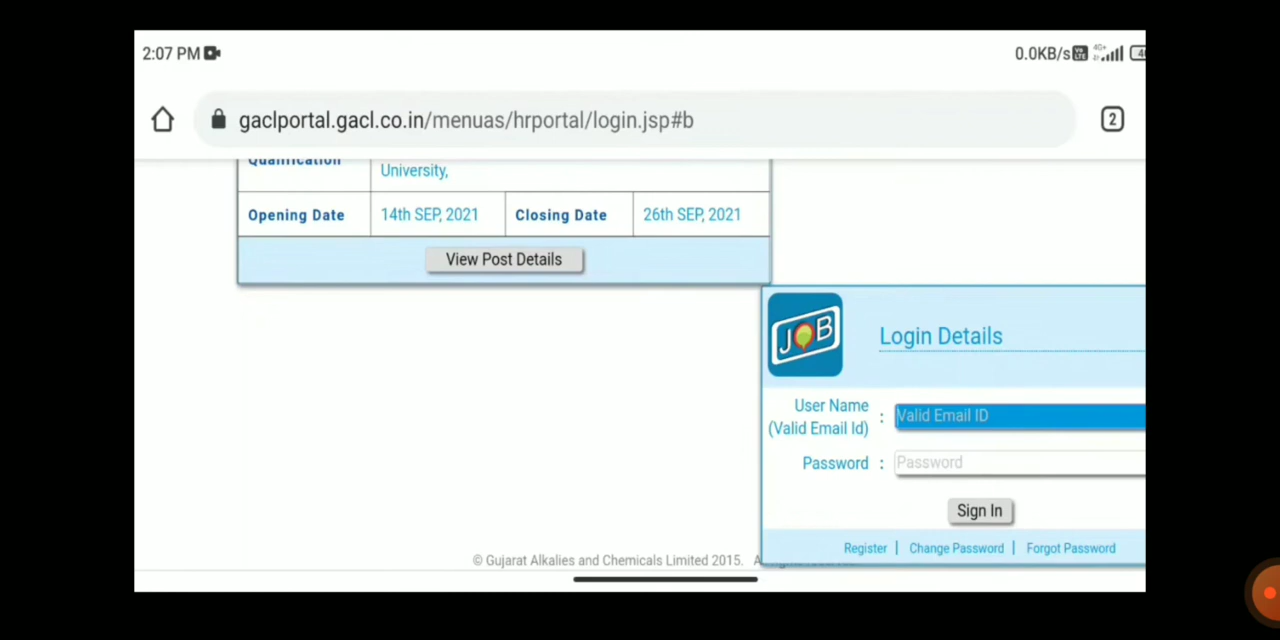 2:07 PM
0.0KB/s
4G+
gaclportal.gacl.co.in/menuas/hrportal/login.jsp#b
2
Qualification
University,
Opening Date 14th SEP, 2021 Closing Date 26th SEP, 2021
View Post Details
JOB
Login Details
User Name
(Valid Email Id) : Valid Email ID
Password : Password
Sign In
Register | Change Password | Forgot Password
© Gujarat Alkalies and Chemicals Limited 2015.